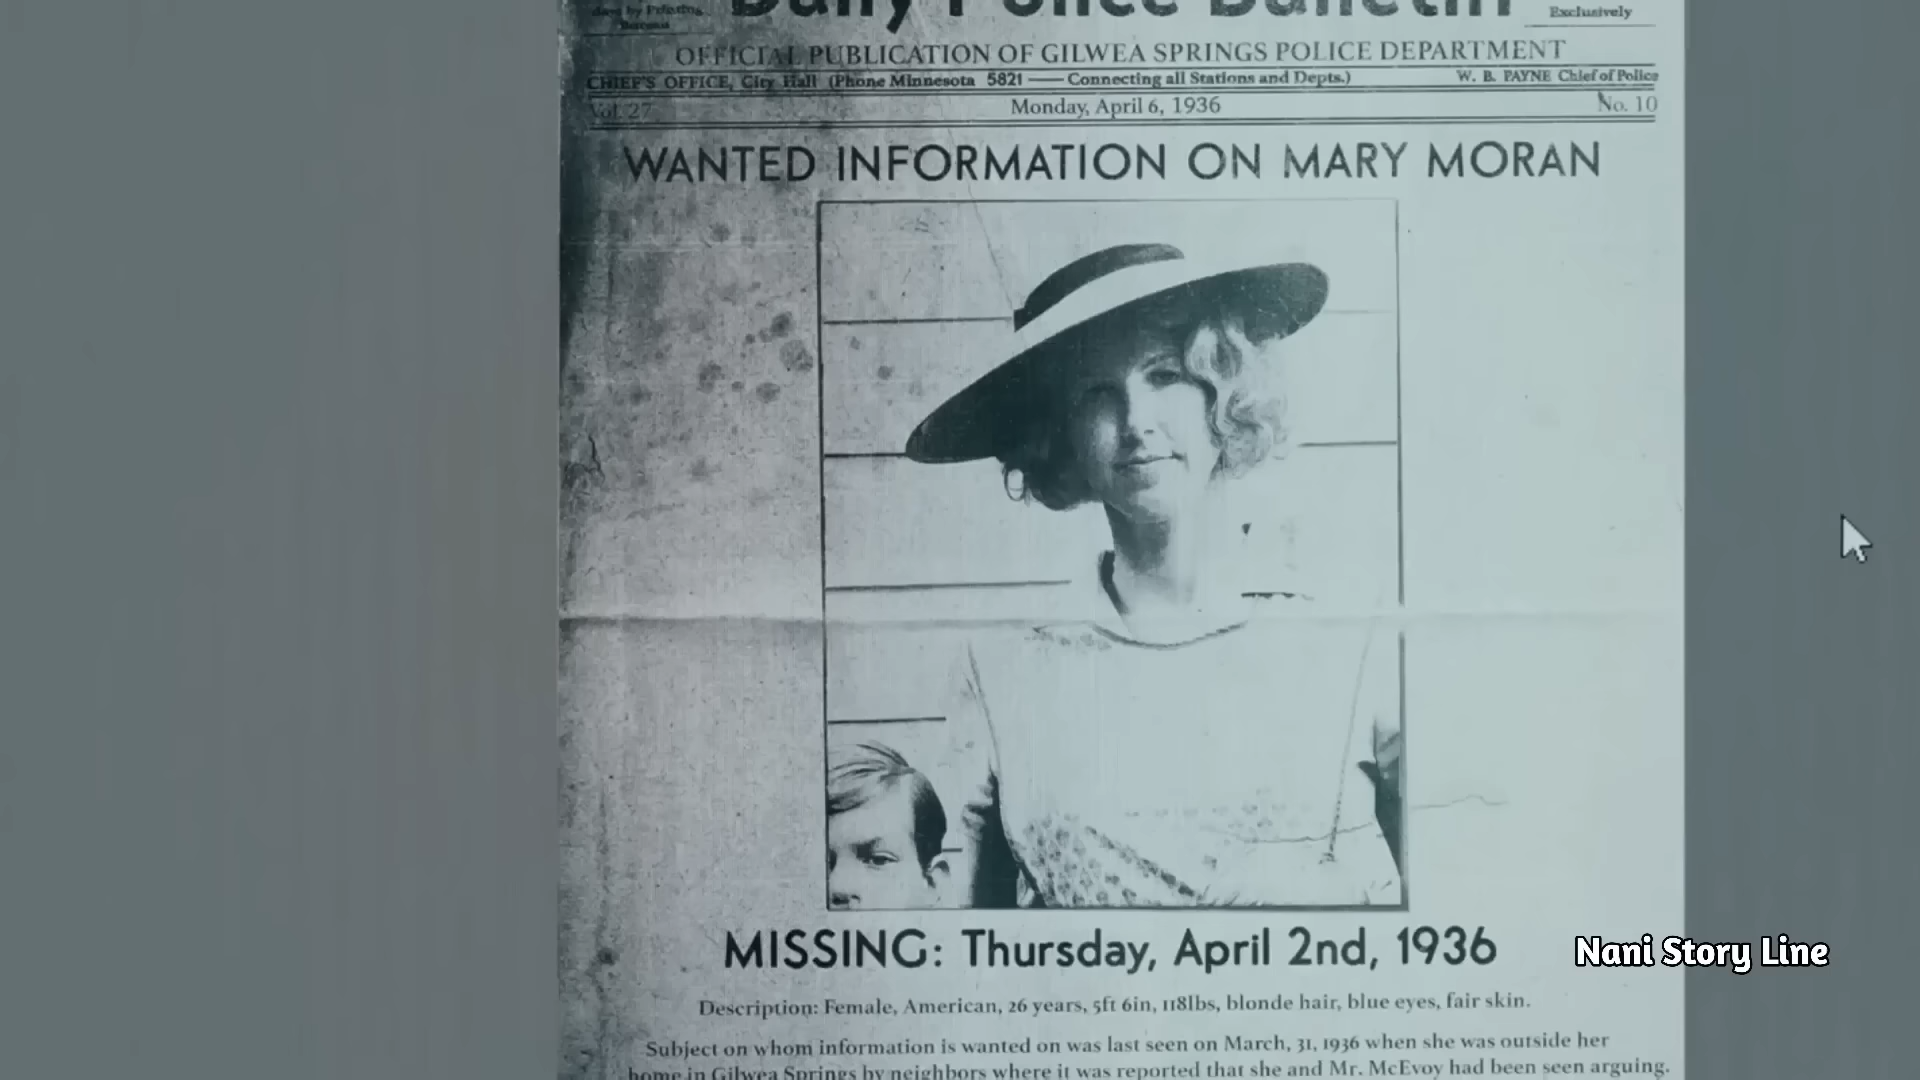 Daily Police Bulletin
Exclusively
OFFICIAL PUBLICATION OF GILWEA SPRINGS POLICE DEPARTMENT
CHIEF'S OFFICE, City Hall (Phone Minnesota 5821 — Connecting all Stations and Depts.) W. B. PAYNE Chief of Police
Vol. 27 Monday, April 6, 1936 No. 10
WANTED INFORMATION ON MARY MORAN
MISSING: Thursday, April 2nd, 1936
Nani Story Line
Description: Female, American, 26 years, 5ft 6in, 118lbs, blonde hair, blue eyes, fair skin.
Subject on whom information is wanted on was last seen on March, 31, 1936 when she was outside her
home in Gilwea Springs by neighbors where it was reported that she and Mr. McEvoy had been seen arguing.